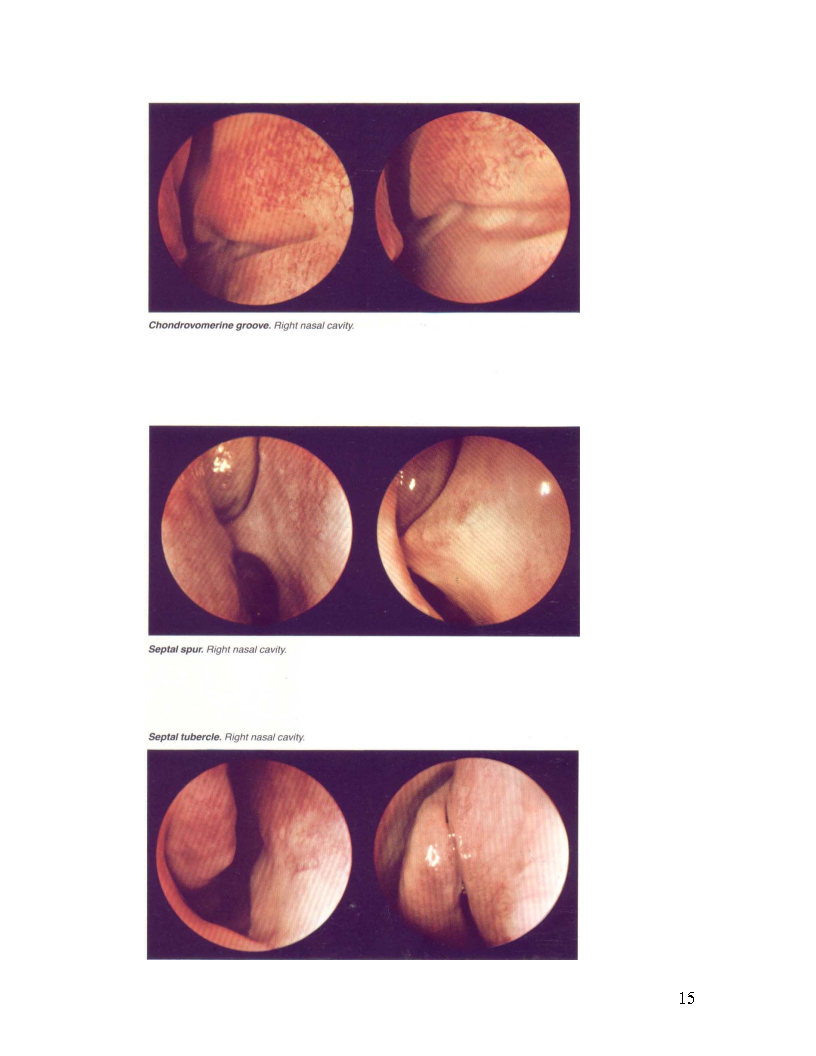 Chondrovomerine groove. Right nasal cavity.
Septal spur. Right nasal cavity.
Septal tubercle. Right nasal cavity.
15